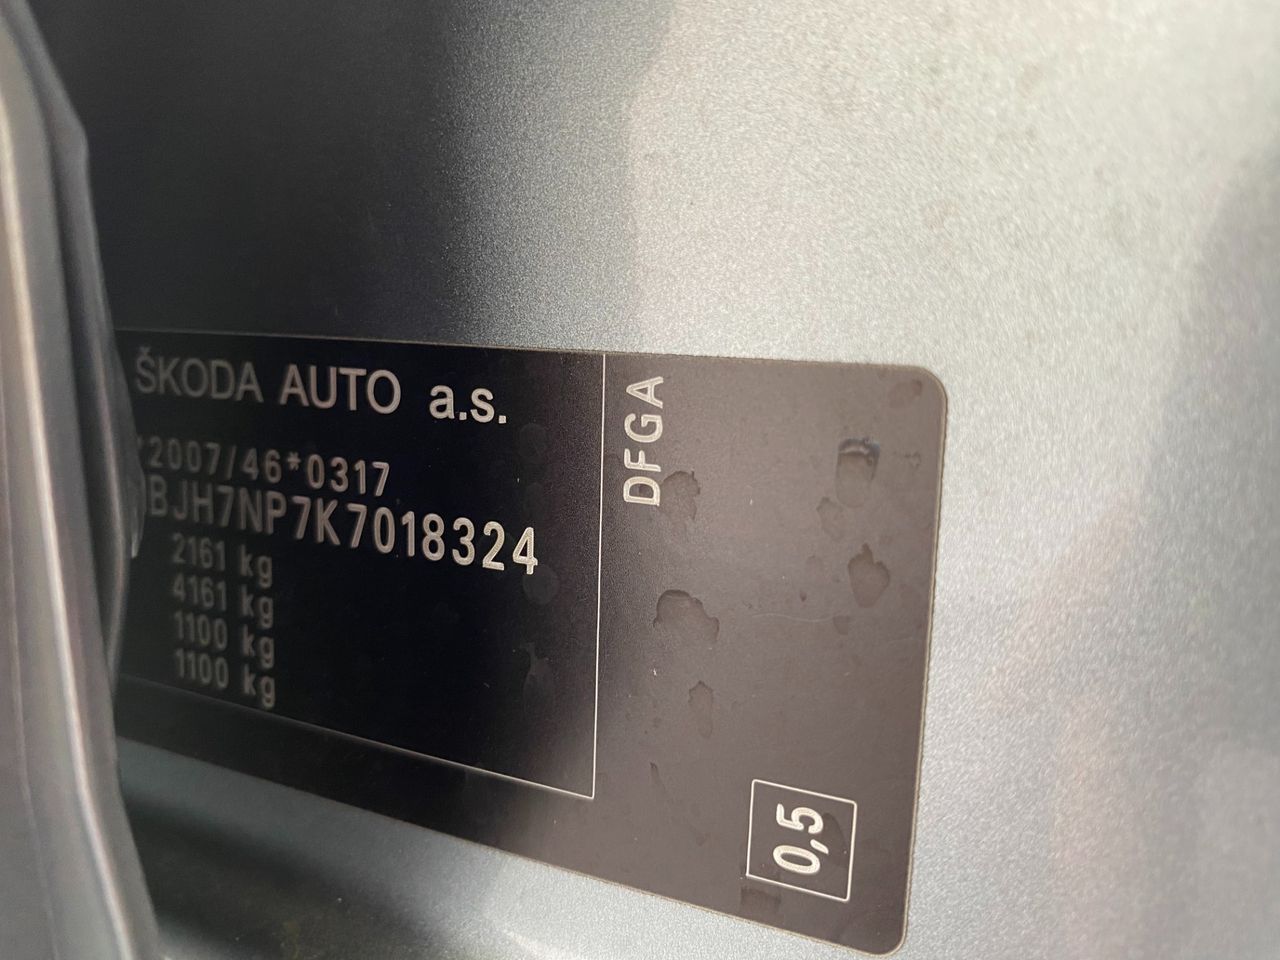 ŠKODA AUTO a.s.
*2007/46*0317
BJH7NP7K7018324
2161 kg
4161 kg
1100 kg
1100 kg
DFGA
0,5